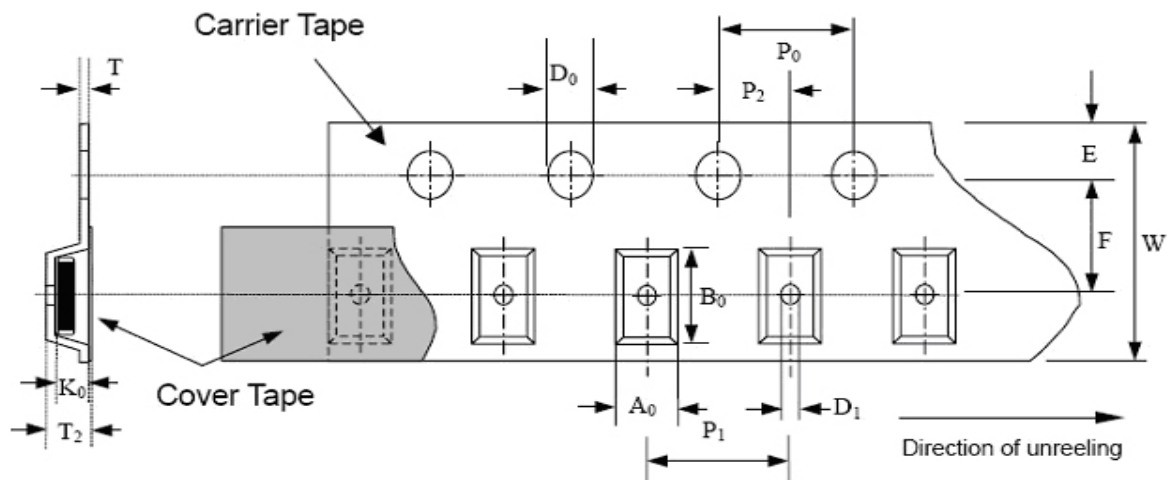 Carrier Tape
T
D₀
P₀
P₂
E
F
W
B₀
K₀
Cover Tape
A₀
D₁
T₂
P₁
Direction of unreeling